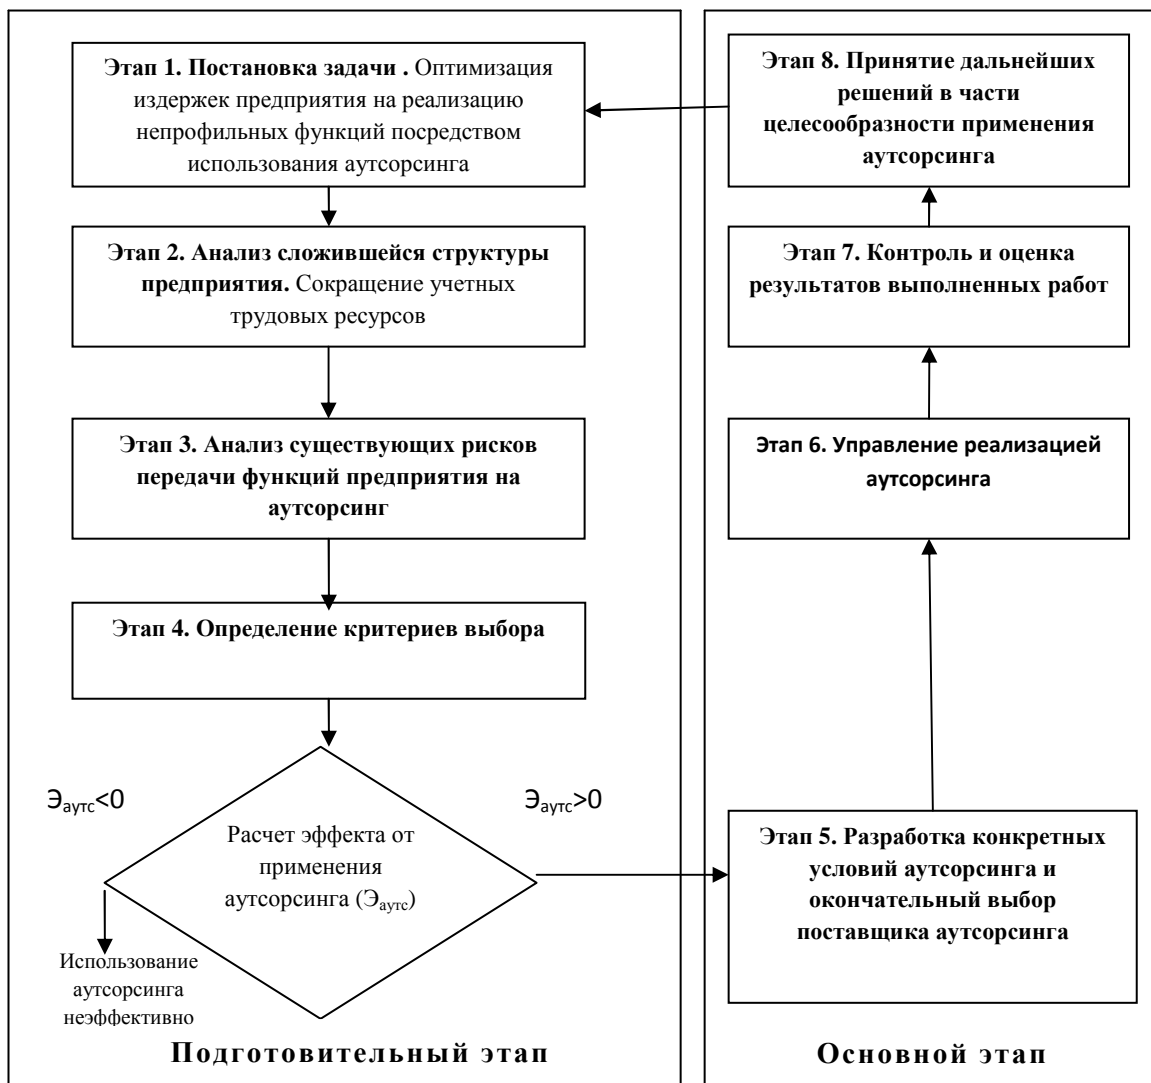 Этап 1. Постановка задачи . Оптимизация
издержек предприятия на реализацию
непрофильных функций посредством
использования аутсорсинга
Этап 2. Анализ сложившейся структуры
предприятия. Сокращение учетных
трудовых ресурсов
Этап 3. Анализ существующих рисков
передачи функций предприятия на
аутсорсинг
Этап 4. Определение критериев выбора
Эаутс<0
Эаутс>0
Расчет эффекта от
применения
аутсорсинга (Эаутс)
Использование
аутсорсинга
неэффективно
Подготовительный этап
Этап 8. Принятие дальнейших
решений в части
целесообразности применения
аутсорсинга
Этап 7. Контроль и оценка
результатов выполненных работ
Этап 6. Управление реализацией
аутсорсинга
Этап 5. Разработка конкретных
условий аутсорсинга и
окончательный выбор
поставщика аутсорсинга
Основной этап